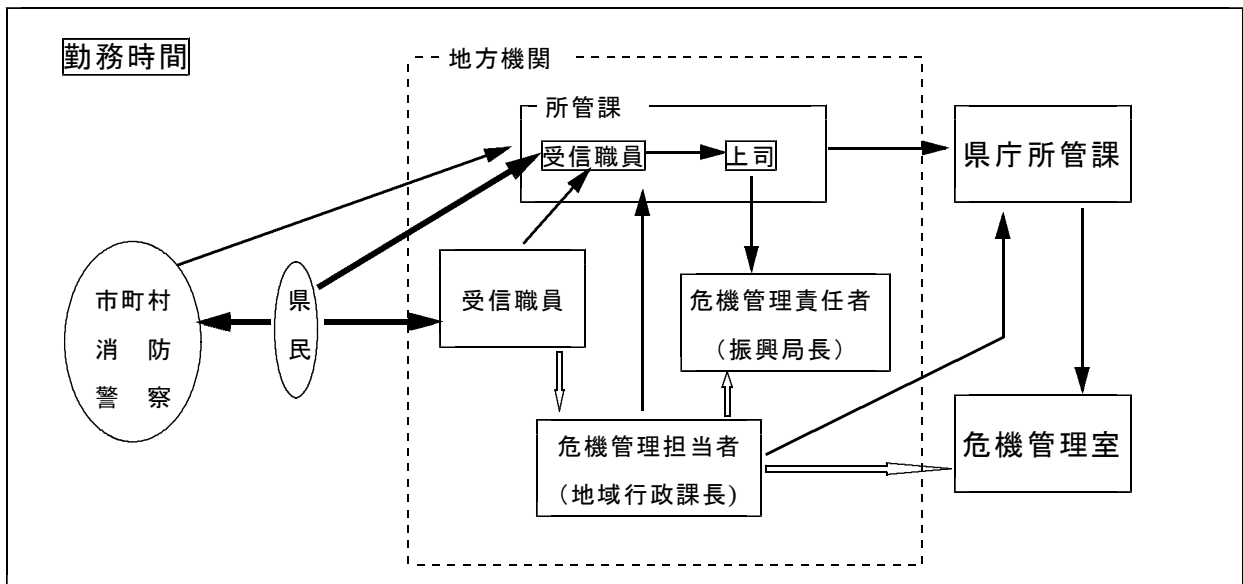 勤務時間
地方機関
所管課
受信職員
上司
県庁所管課
市町村
消防
警察
県民
受信職員
危機管理責任者
（振興局長）
危機管理担当者
（地域行政課長）
危機管理室